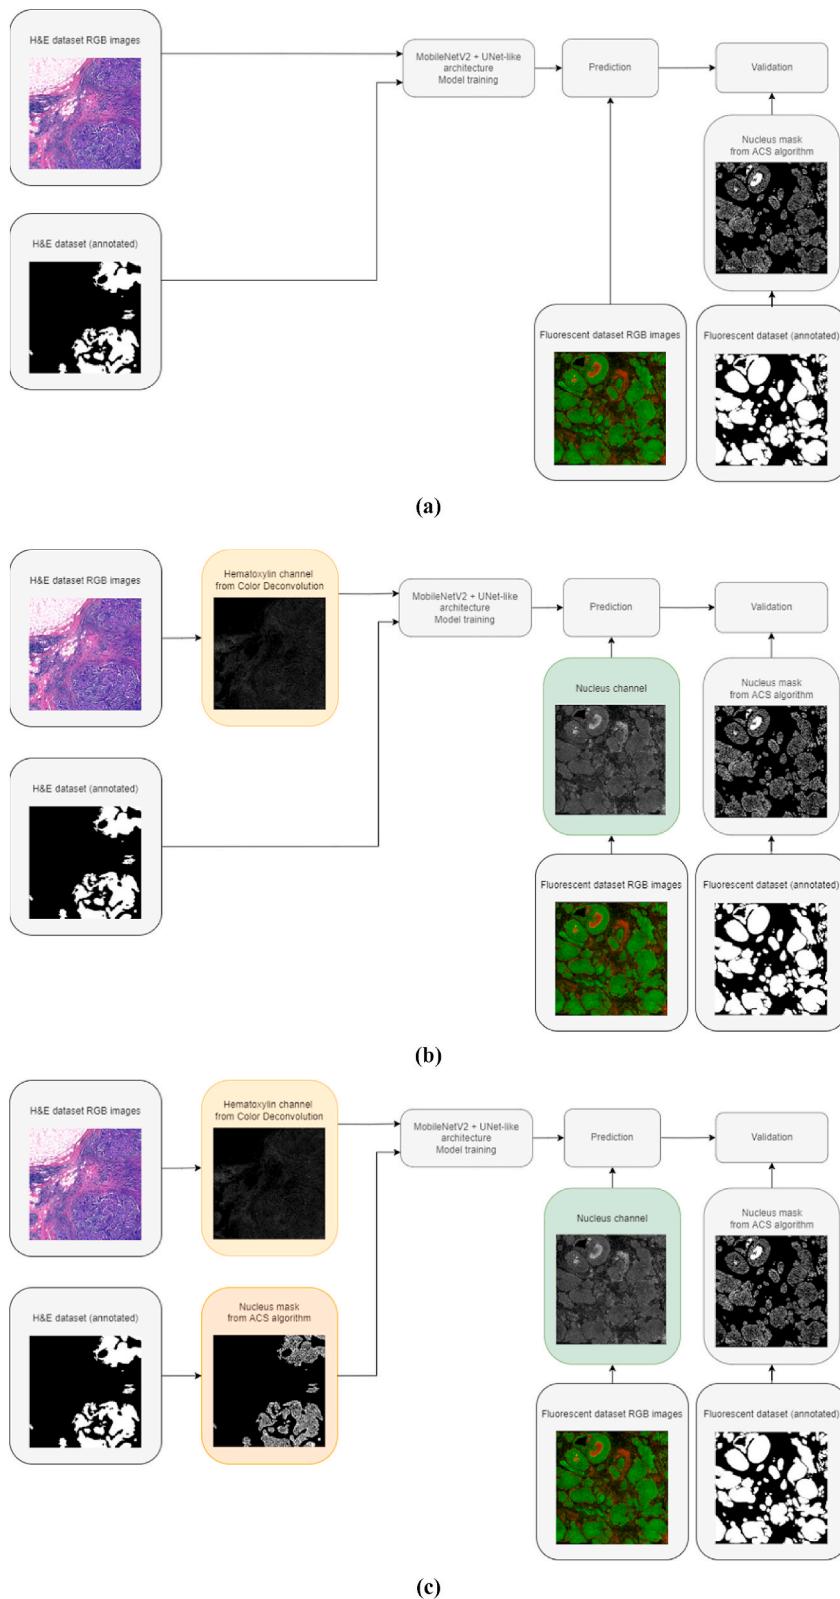 H&E dataset RGB images
MobileNetV2 + UNet-like
architecture
Model training
Prediction
Validation
Nucleus mask
from ACS algorithm
H&E dataset (annotated)
Fluorescent dataset RGB images
Fluorescent dataset (annotated)
(a)
H&E dataset RGB images
Hematoxylin channel
from Color Deconvolution
MobileNetV2 + UNet-like
architecture
Model training
Prediction
Validation
Nucleus channel
Nucleus mask
from ACS algorithm
H&E dataset (annotated)
Fluorescent dataset RGB images
Fluorescent dataset (annotated)
(b)
H&E dataset RGB images
Hematoxylin channel
from Color Deconvolution
MobileNetV2 + UNet-like
architecture
Model training
Prediction
Validation
Nucleus channel
Nucleus mask
from ACS algorithm
H&E dataset (annotated)
Nucleus mask
from ACS algorithm
Fluorescent dataset RGB images
Fluorescent dataset (annotated)
(c)